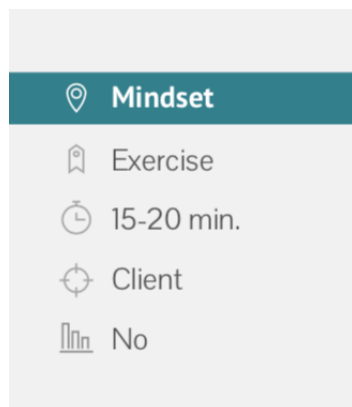 Mindset
Exercise
15-20 min.
Client
No